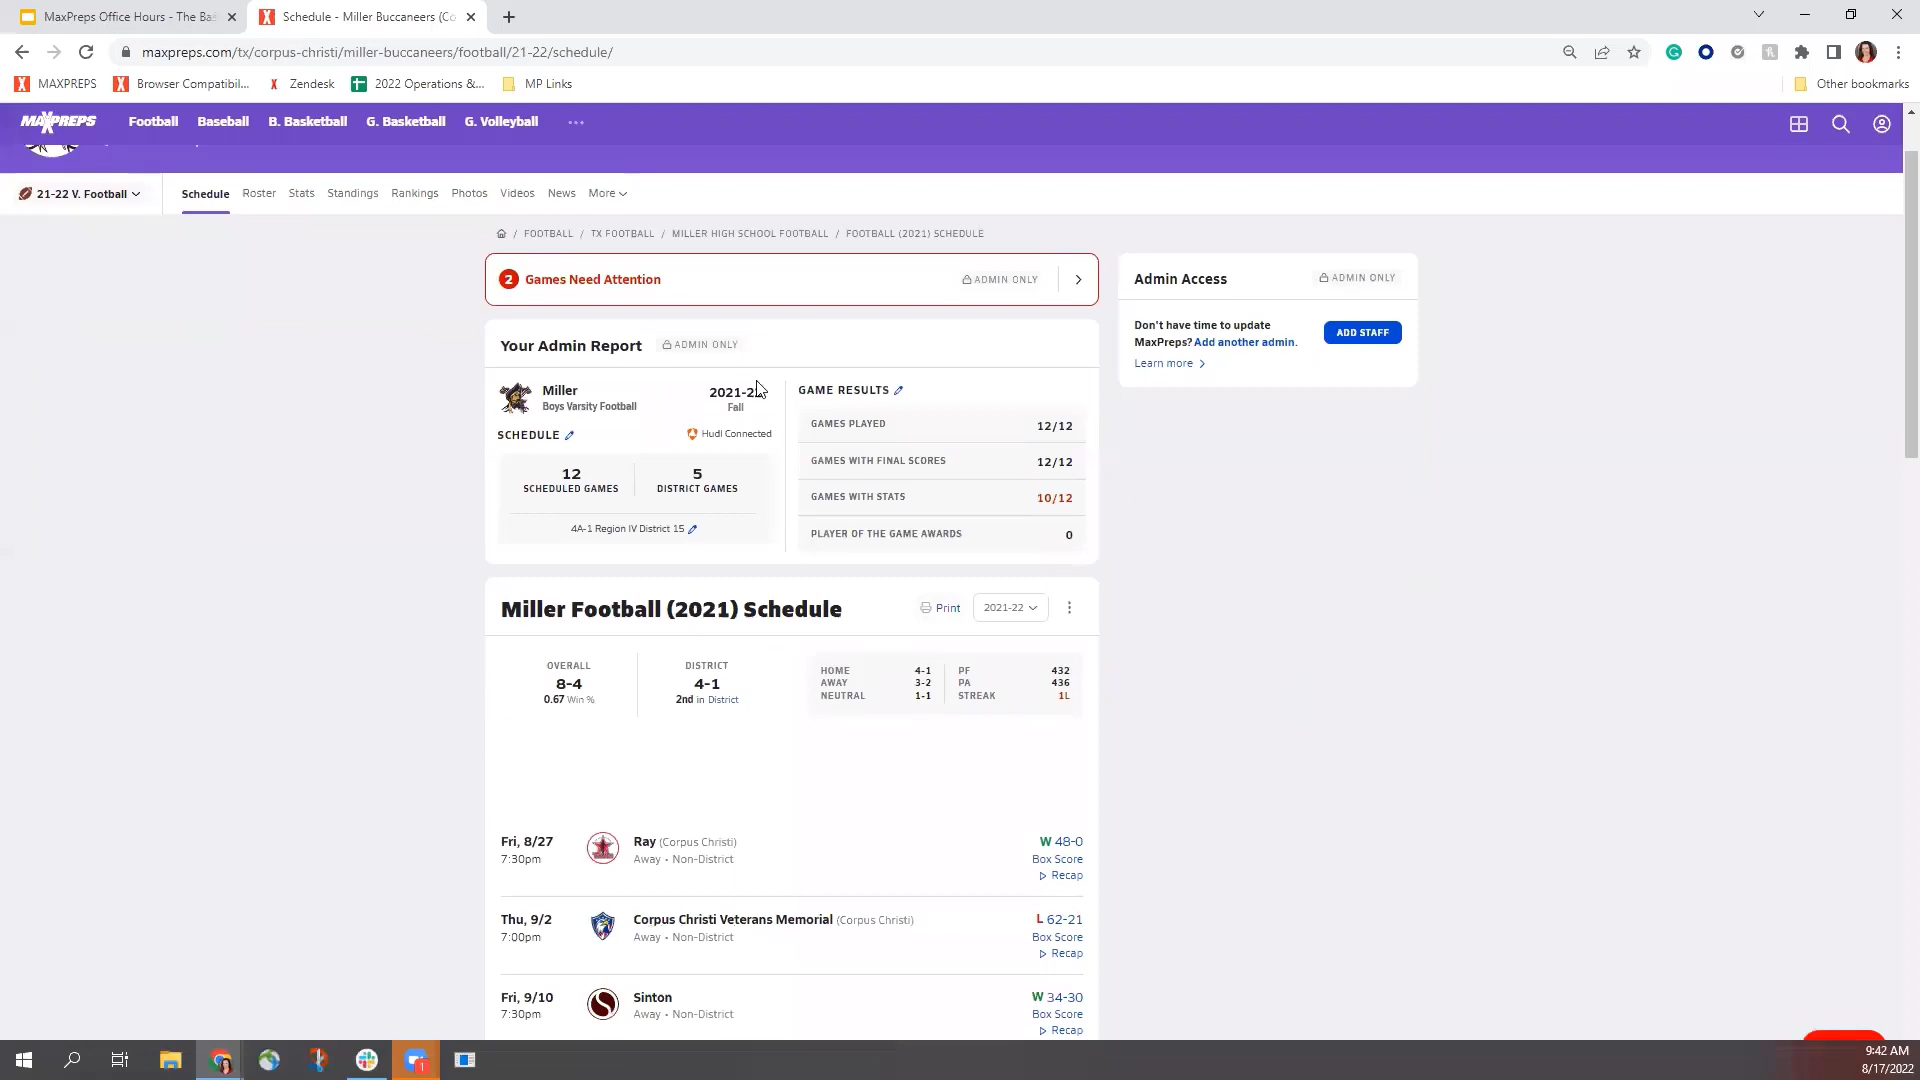 MaxPreps Office Hours - The Ba
Schedule - Miller Buccaneers (Co
maxpreps.com/tx/corpus-christi/miller-buccaneers/football/21-22/schedule/
MAXPREPS
Browser Compatibil...
Zendesk
2022 Operations &...
MP Links
Other bookmarks
MAXPREPS
Football
Baseball
B. Basketball
G. Basketball
G. Volleyball
21-22 V. Football
Schedule
Roster
Stats
Standings
Rankings
Photos
Videos
News
More
/ FOOTBALL / TX FOOTBALL / MILLER HIGH SCHOOL FOOTBALL / FOOTBALL (2021) SCHEDULE
2 Games Need Attention
ADMIN ONLY
Admin Access
ADMIN ONLY
Don't have time to update
MaxPreps? Add another admin.
ADD STAFF
Learn more
Your Admin Report
ADMIN ONLY
Miller
Boys Varsity Football
Fall
SCHEDULE
Hudl Connected
12
SCHEDULED GAMES
5
DISTRICT GAMES
4A-1 Region IV District 15
GAME RESULTS
GAMES PLAYED 12/12
GAMES WITH FINAL SCORES 12/12
GAMES WITH STATS 10/12
PLAYER OF THE GAME AWARDS 0
Miller Football (2021) Schedule
Print
2021-22
OVERALL
8-4
0.67 Win %
DISTRICT
4-1
2nd in District
HOME 4-1 PF 432
AWAY 3-2 PA 436
NEUTRAL 1-1 STREAK 1L
Fri, 8/27
7:30pm
Ray (Corpus Christi)
Away • Non-District
W 48-0
Box Score
Recap
Thu, 9/2
7:00pm
Corpus Christi Veterans Memorial (Corpus Christi)
Away • Non-District
L 62-21
Box Score
Recap
Fri, 9/10
7:30pm
Sinton
Away • Non-District
W 34-30
Box Score
Recap
1
9:42 AM
8/17/2022